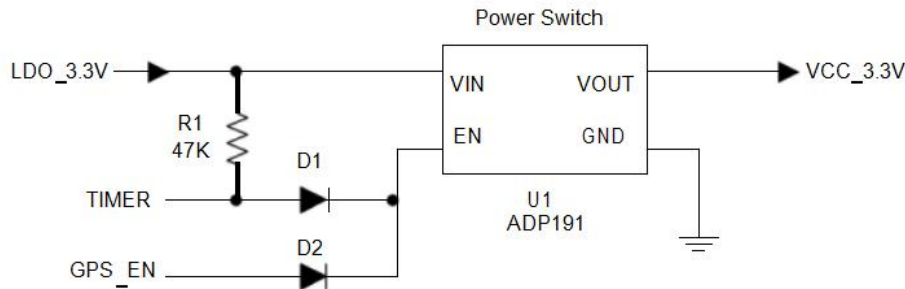 Power Switch
LDO_3.3V
VCC_3.3V
VIN
VOUT
R1
47K
EN
GND
D1
TIMER
U1
ADP191
D2
GPS_EN